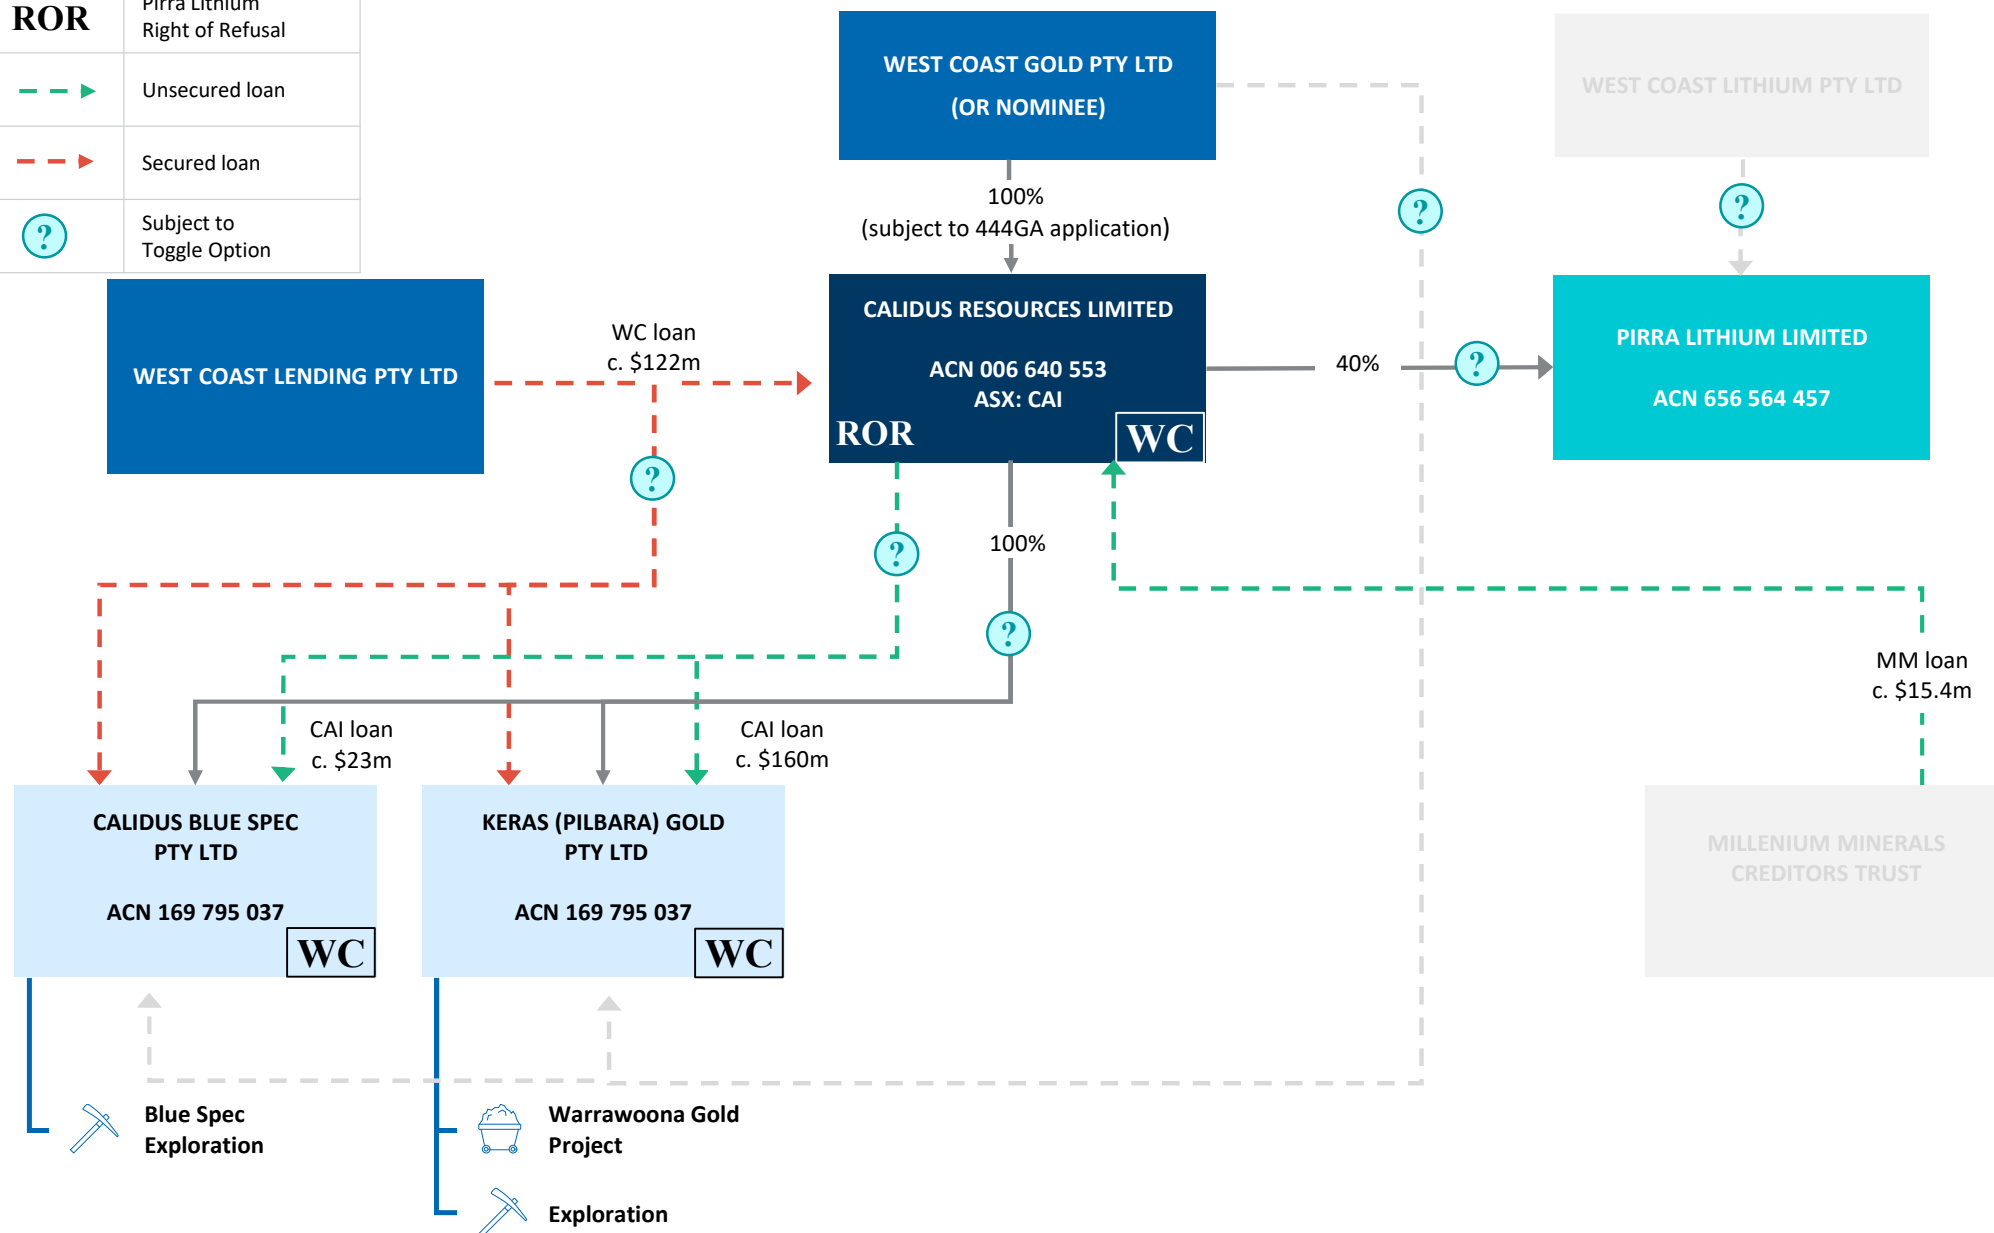 ROR
Pirra Lithium
Right of Refusal
Unsecured loan
Secured loan
?
Subject to
Toggle Option
WEST COAST GOLD PTY LTD
(OR NOMINEE)
WEST COAST LITHIUM PTY LTD
100%
(subject to 444GA application)
?
?
WEST COAST LENDING PTY LTD
WC loan
c. $122m
?
CALIDUS RESOURCES LIMITED
ACN 006 640 553
ASX: CAI
ROR
WC
40%
?
PIRRA LITHIUM LIMITED
ACN 656 564 457
?
100%
?
MM loan
c. $15.4m
CAI loan
c. $23m
CAI loan
c. $160m
CALIDUS BLUE SPEC
PTY LTD
ACN 169 795 037
WC
KERAS (PILBARA) GOLD
PTY LTD
ACN 169 795 037
WC
MILLENIUM MINERALS
CREDITORS TRUST
Blue Spec
Exploration
Warrawoona Gold
Project
Exploration